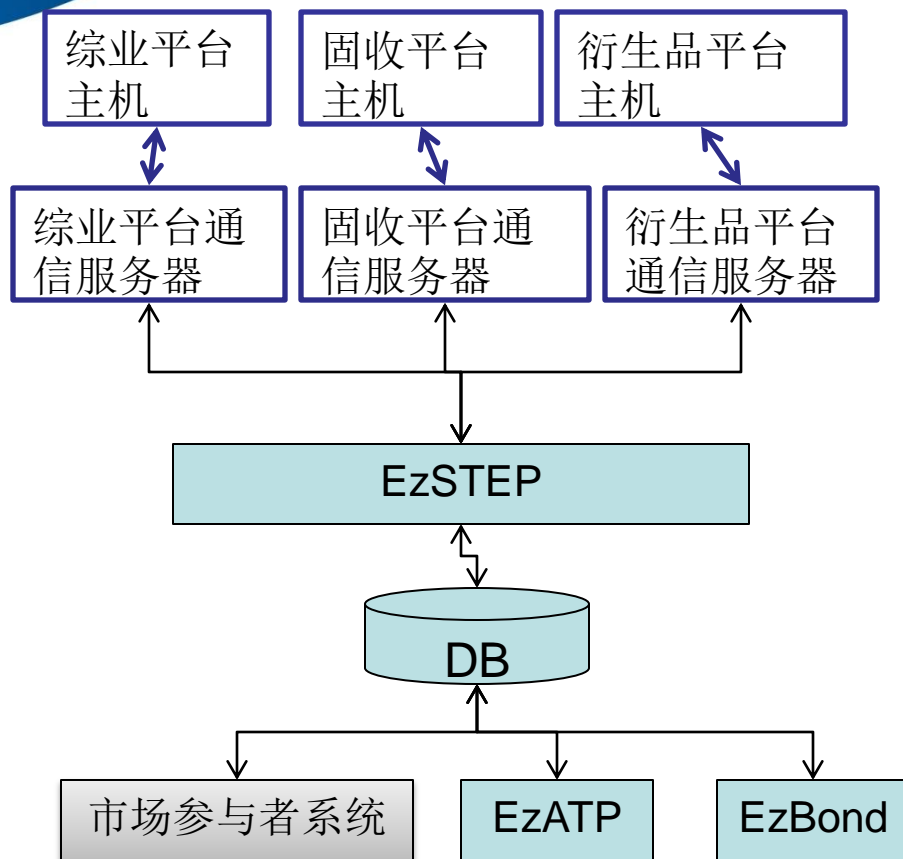 综业平台
主机
固收平台
主机
衍生品平台
主机
综业平台通
信服务器
固收平台通
信服务器
衍生品平台
通信服务器
EzSTEP
DB
市场参与者系统
EzATP
EzBond